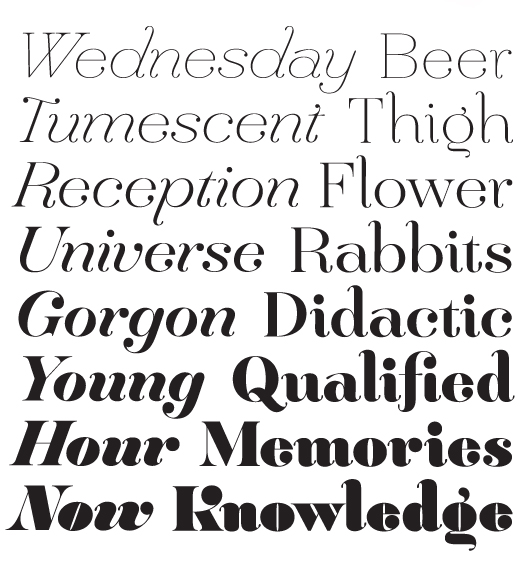 Wednesday Beer
Tumescent Thigh
Reception Flower
Universe Rabbits
Gorgon Didactic
Young Qualified
Hour Memories
Now Knowledge